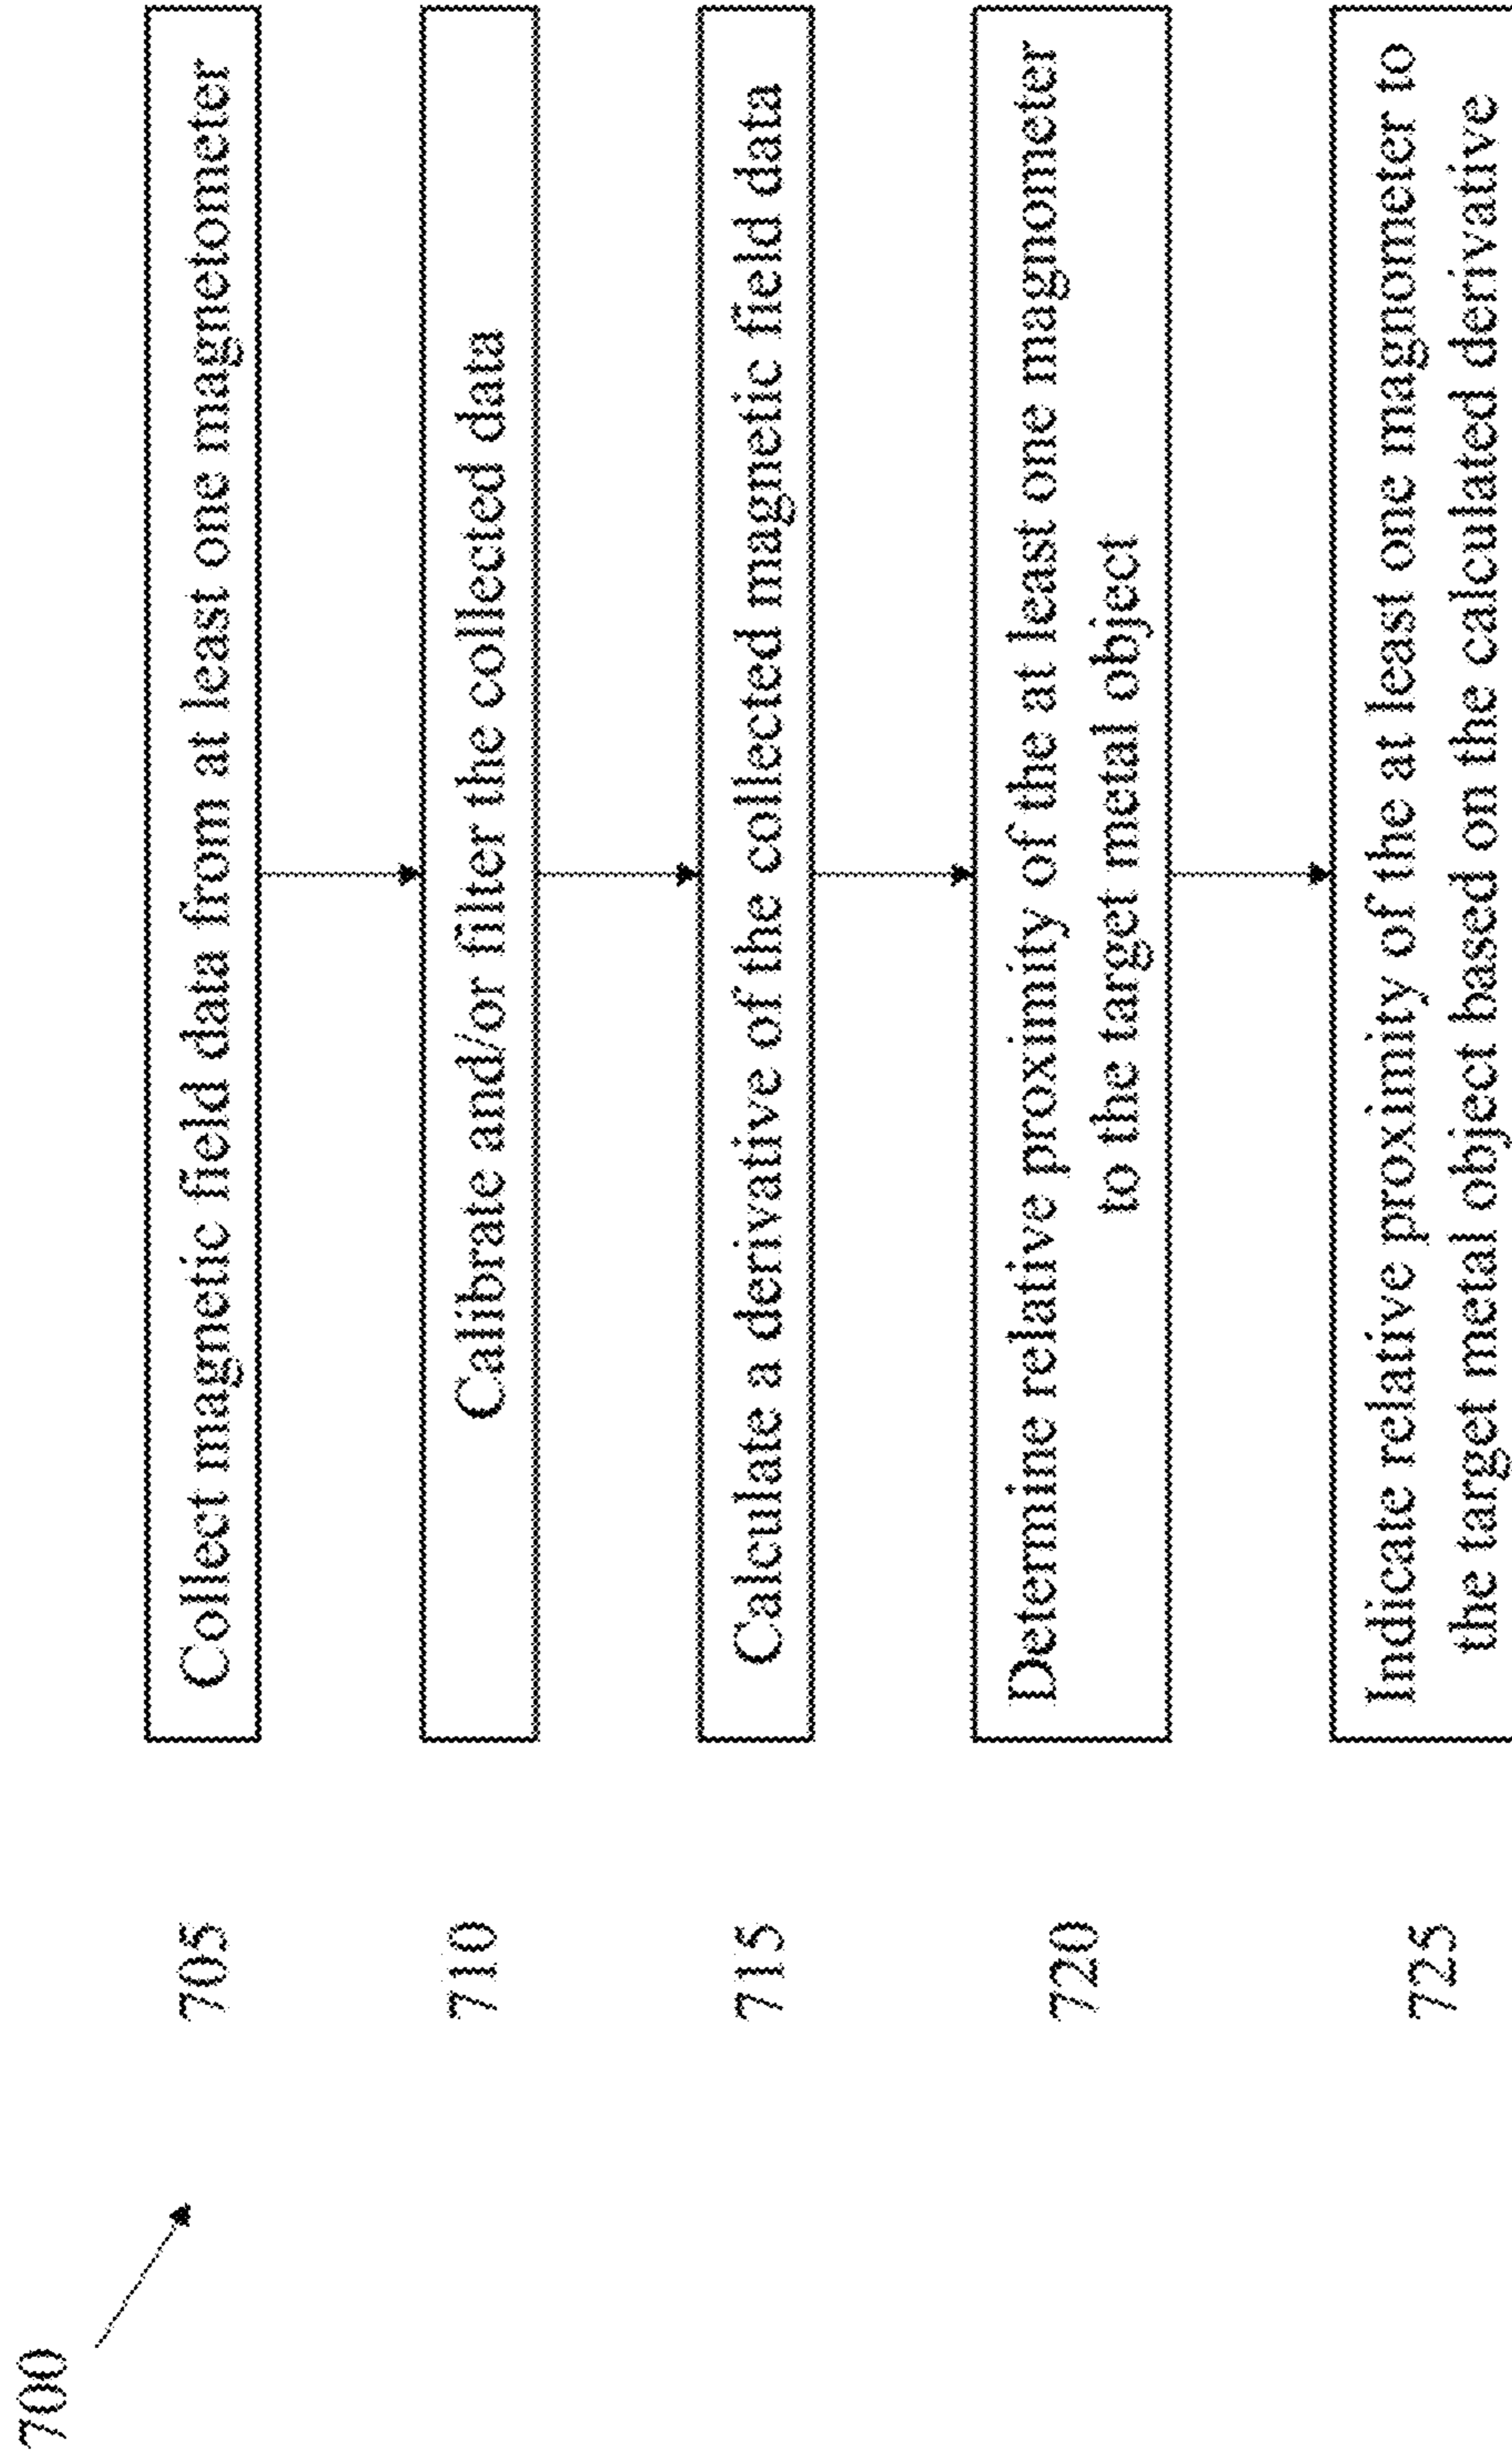 700
705
Collect magnetic field data from at least one magnetometer
710
Calibrate and/or filter the collected data
715
Calculate a derivative of the collected magnetic field data
720
Determine relative proximity of the at least one magnometer
to the target metal object
725
Indicate relative proximity of the at least one magnometer to
the target metal object based on the calculated derivative